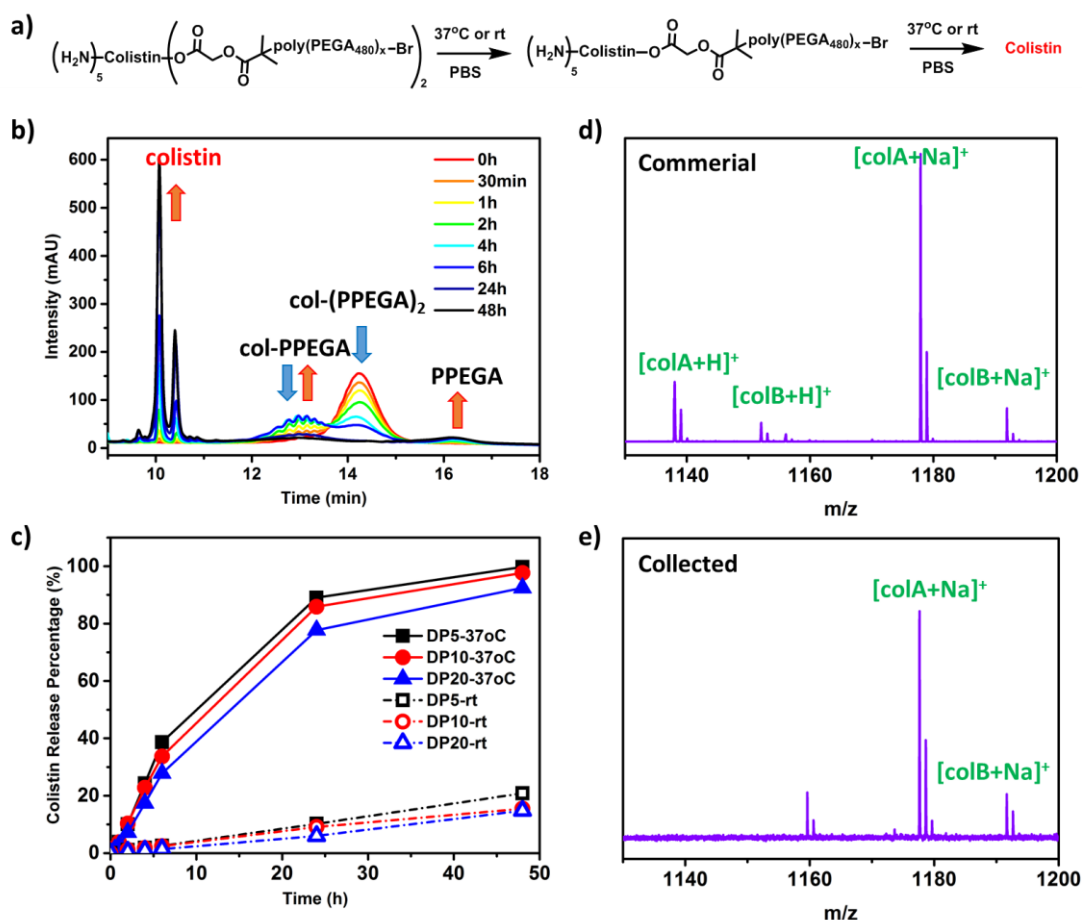 a)
(H₂N)₅ Colistin (O O O O poly(PEGA₄₈₀)ₓ–Br)₂ 37°C or rt PBS (H₂N)₅ Colistin–O O O O poly(PEGA₄₈₀)ₓ–Br 37°C or rt PBS Colistin
b)
colistin
600
500
400
300
200
100
0
Intensity (mAU)
0h
30min
1h
2h
4h
6h
24h
48h
col-(PPEGA)₂
col-PPEGA
PPEGA
10 12 14 16 18
Time (min)
c)
100
80
60
40
20
0
Colistin Release Percentage (%)
DP5-37oC
DP10-37oC
DP20-37oC
DP5-rt
DP10-rt
DP20-rt
0 10 20 30 40 50
Time (h)
d)
Commerial
[colA+Na]⁺
[colA+H]⁺
[colB+H]⁺
[colB+Na]⁺
1140 1160 1180 1200
m/z
e)
Collected
[colA+Na]⁺
[colB+Na]⁺
1140 1160 1180 1200
m/z